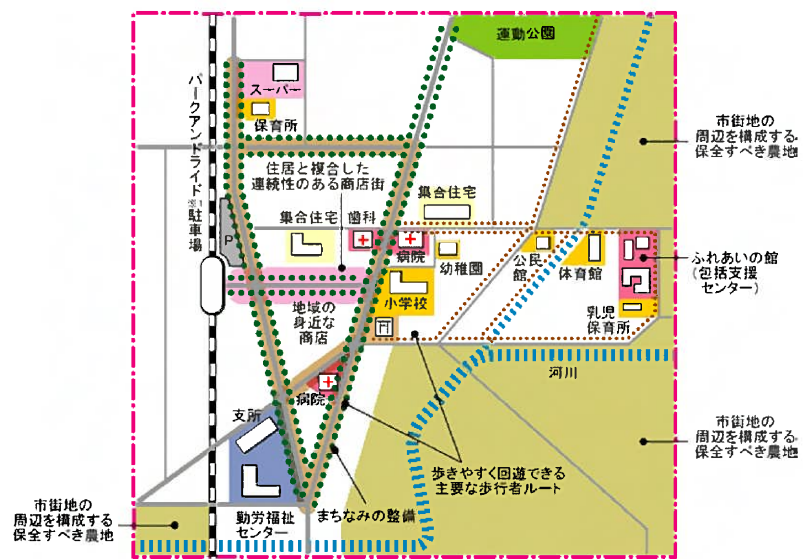 運動公園
スーパー
保育所
パークアンドライド※1駐車場
市街地の
周辺を構成する
保全すべき農地
住居と複合した
連続性のある商店街
集合住宅
集合住宅
歯科
病院
幼稚園
公民
館
体育館
ふれあいの館
(包括支援
センター)
P
小学校
地域の
身近な
商店
乳児
保育所
河川
病院
支所
市街地の
周辺を構成する
保全すべき農地
歩きやすく回遊できる
主要な歩行者ルート
市街地の
周辺を構成する
保全すべき農地
まちなみの整備
勤労福祉
センター